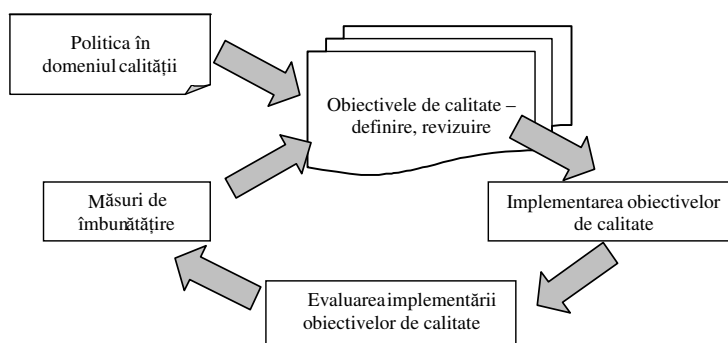 Politica în
domeniul calității
Obiectivele de calitate –
definire, revizuire
Măsuri de
îmbunătățire
Implementarea obiectivelor
de calitate
Evaluarea implementării
obiectivelor de calitate